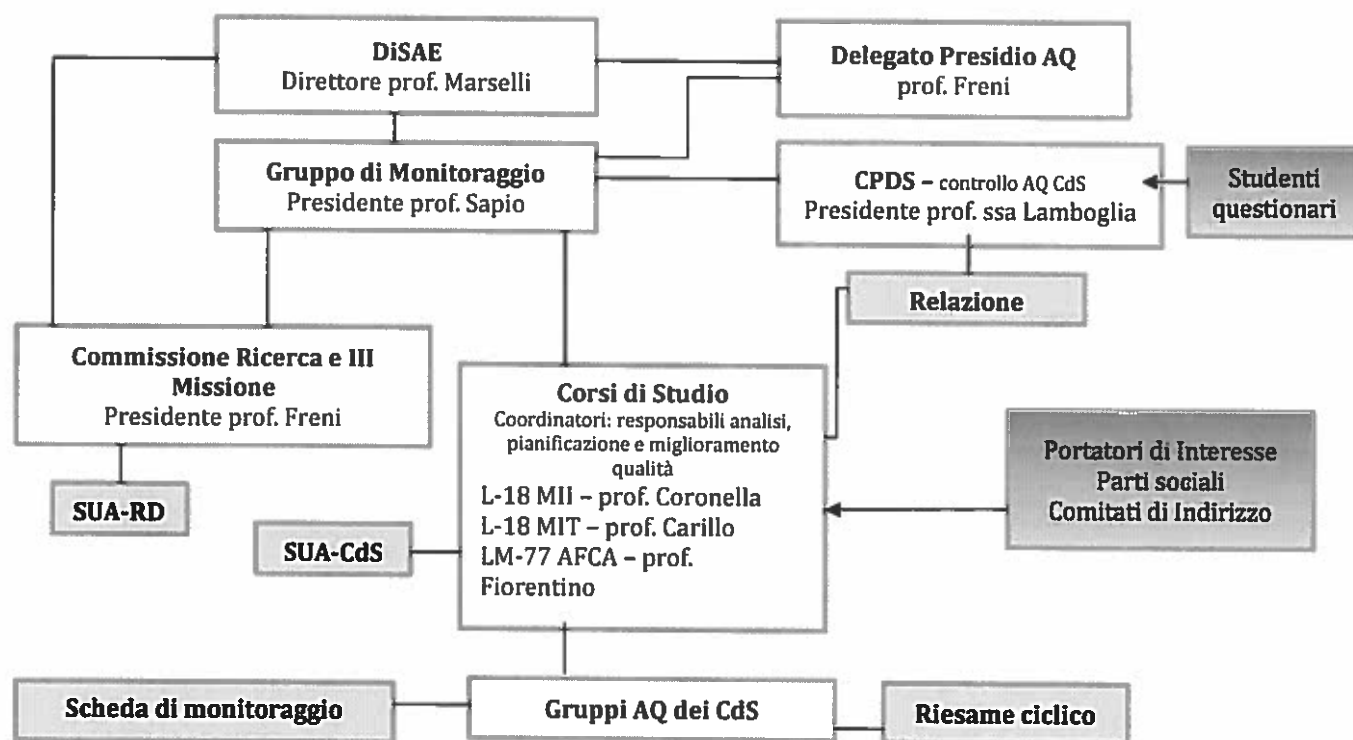 DiSAE
Direttore prof. Marselli
Delegato Presidio AQ
prof. Freni
Gruppo di Monitoraggio
Presidente prof. Sapio
CPDS – controllo AQ CdS
Presidente prof. ssa Lamboglia
Studenti
questionari
Relazione
Commissione Ricerca e III
Missione
Presidente prof. Freni
SUA-RD
Corsi di Studio
Coordinatori: responsabili analisi,
pianificazione e miglioramento
qualità
L-18 MII – prof. Coronella
L-18 MIT – prof. Carillo
LM-77 AFCA – prof.
Fiorentino
SUA-CdS
Portatori di Interesse
Parti sociali
Comitati di Indirizzo
Scheda di monitoraggio
Gruppi AQ dei CdS
Riesame ciclico